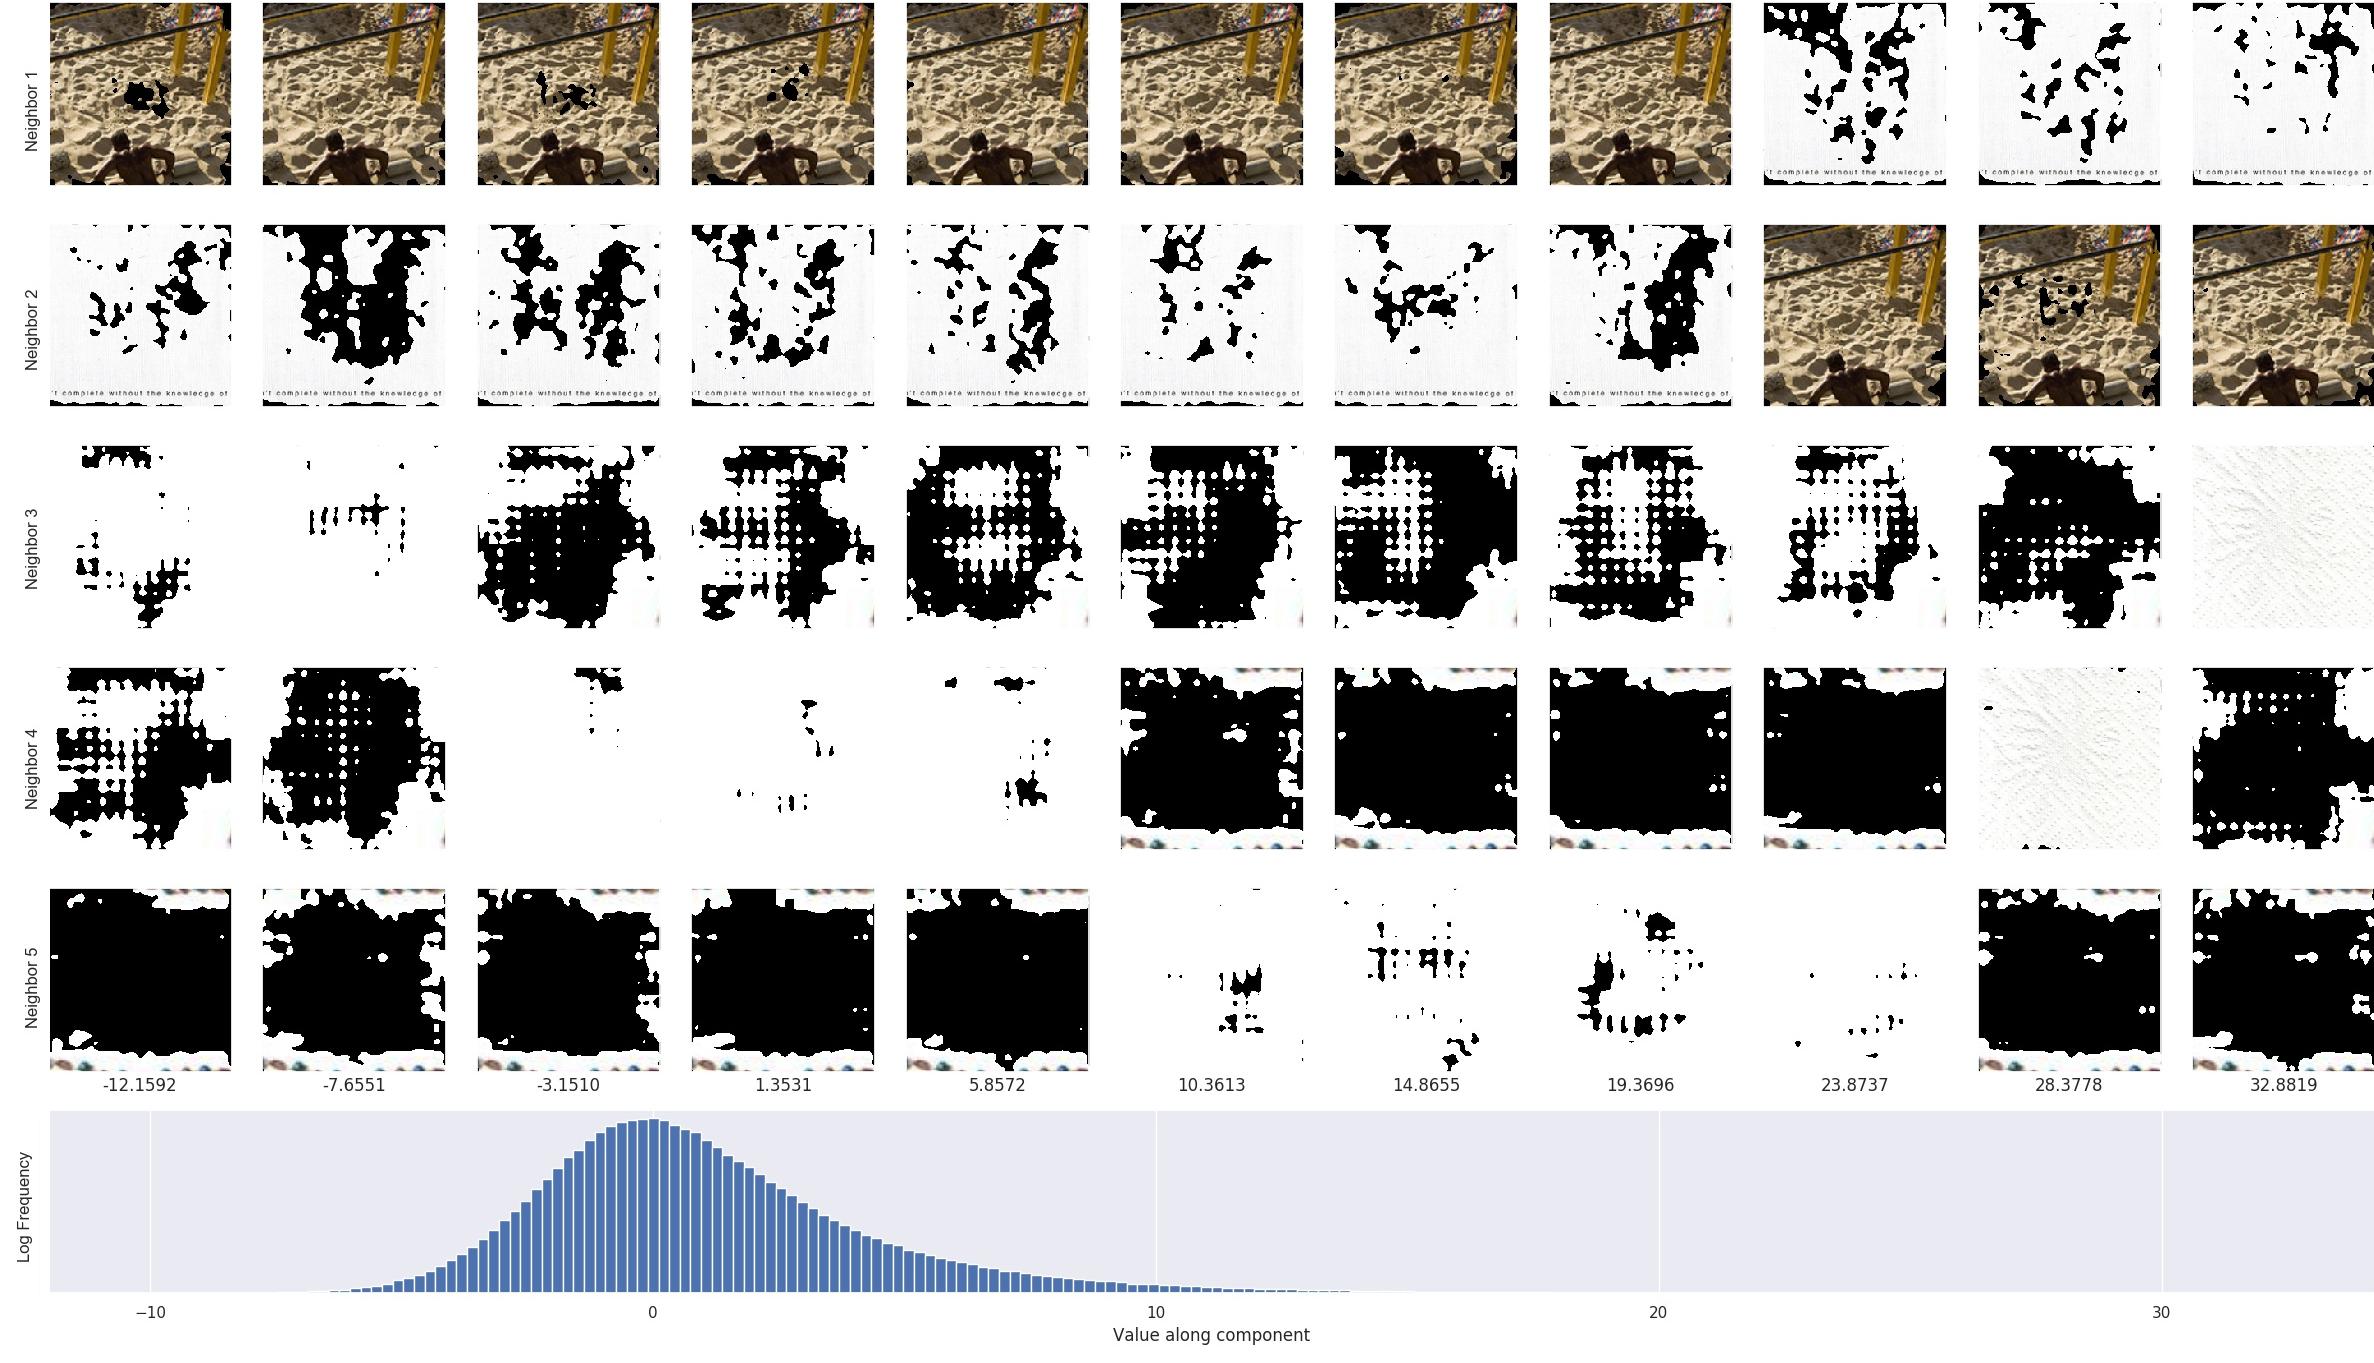 Neighbor 1
't complete without the knowlecge of
't complete without the knowlecge of
't complete without the knowlecge of
Neighbor 2
't complete without the knowlecge of
't complete without the knowlecge of
't complete without the knowlecge of
't complete without the knowlecge of
't complete without the knowlecge of
't complete without the knowlecge of
't complete without the knowlecge of
't complete without the knowlecge of
Neighbor 3
Neighbor 4
Neighbor 5
-12.1592 -7.6551 -3.1510 1.3531 5.8572 10.3613 14.8655 19.3696 23.8737 28.3778 32.8819
Log Frequency
−10 0 10 20 30
Value along component